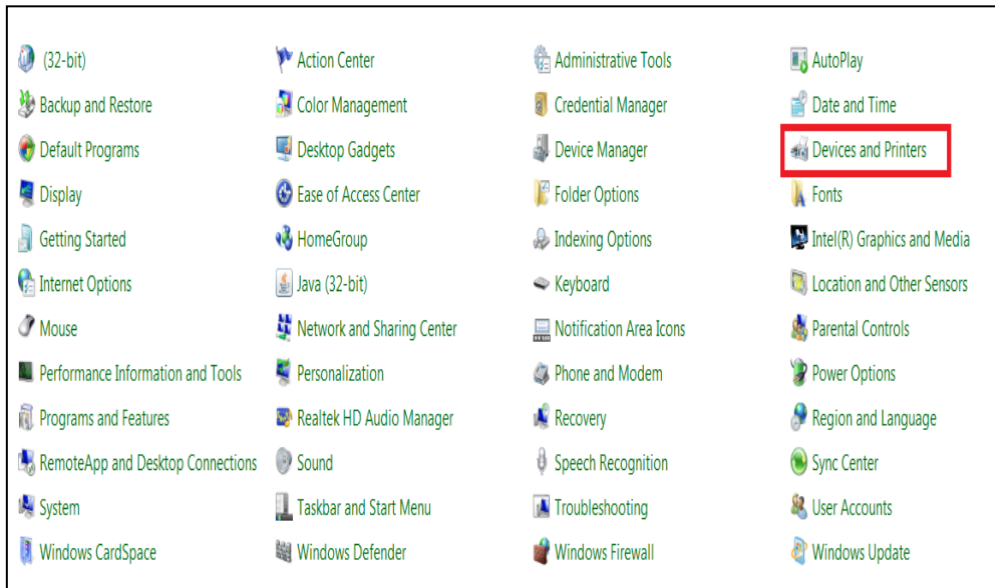 (32-bit) Action Center Administrative Tools AutoPlay
Backup and Restore Color Management Credential Manager Date and Time
Default Programs Desktop Gadgets Device Manager Devices and Printers
Display Ease of Access Center Folder Options Fonts
Getting Started HomeGroup Indexing Options Intel(R) Graphics and Media
Internet Options Java (32-bit) Keyboard Location and Other Sensors
Mouse Network and Sharing Center Notification Area Icons Parental Controls
Performance Information and Tools Personalization Phone and Modem Power Options
Programs and Features Realtek HD Audio Manager Recovery Region and Language
RemoteApp and Desktop Connections Sound Speech Recognition Sync Center
System Taskbar and Start Menu Troubleshooting User Accounts
Windows CardSpace Windows Defender Windows Firewall Windows Update